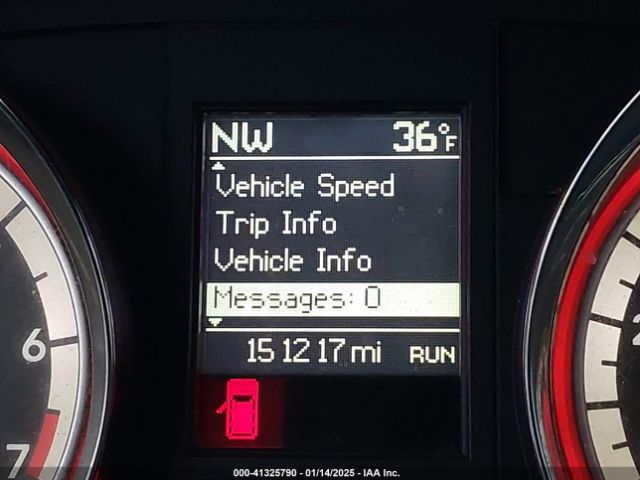 NW 36°F
Vehicle Speed
Trip Info
Vehicle Info
Messages: 0
151217 mi RUN
6
7
2
000-41325790 - 01/14/2025 - IAA Inc.